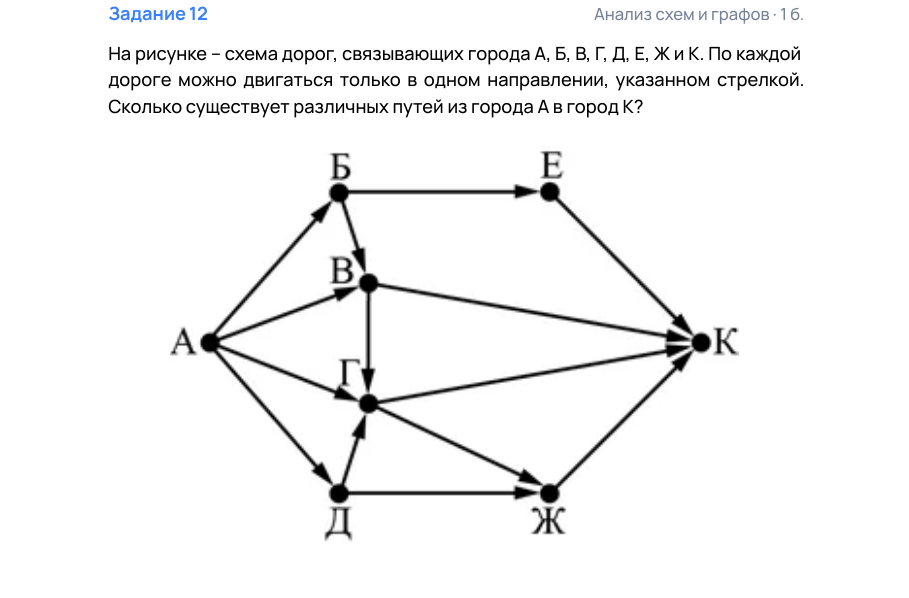 Задание 12
Анализ схем и графов · 1 б.
На рисунке – схема дорог, связывающих города А, Б, В, Г, Д, Е, Ж и К. По каждой
дороге можно двигаться только в одном направлении, указанном стрелкой.
Сколько существует различных путей из города А в город К?
Б
Е
В
А
К
Г
Д
Ж